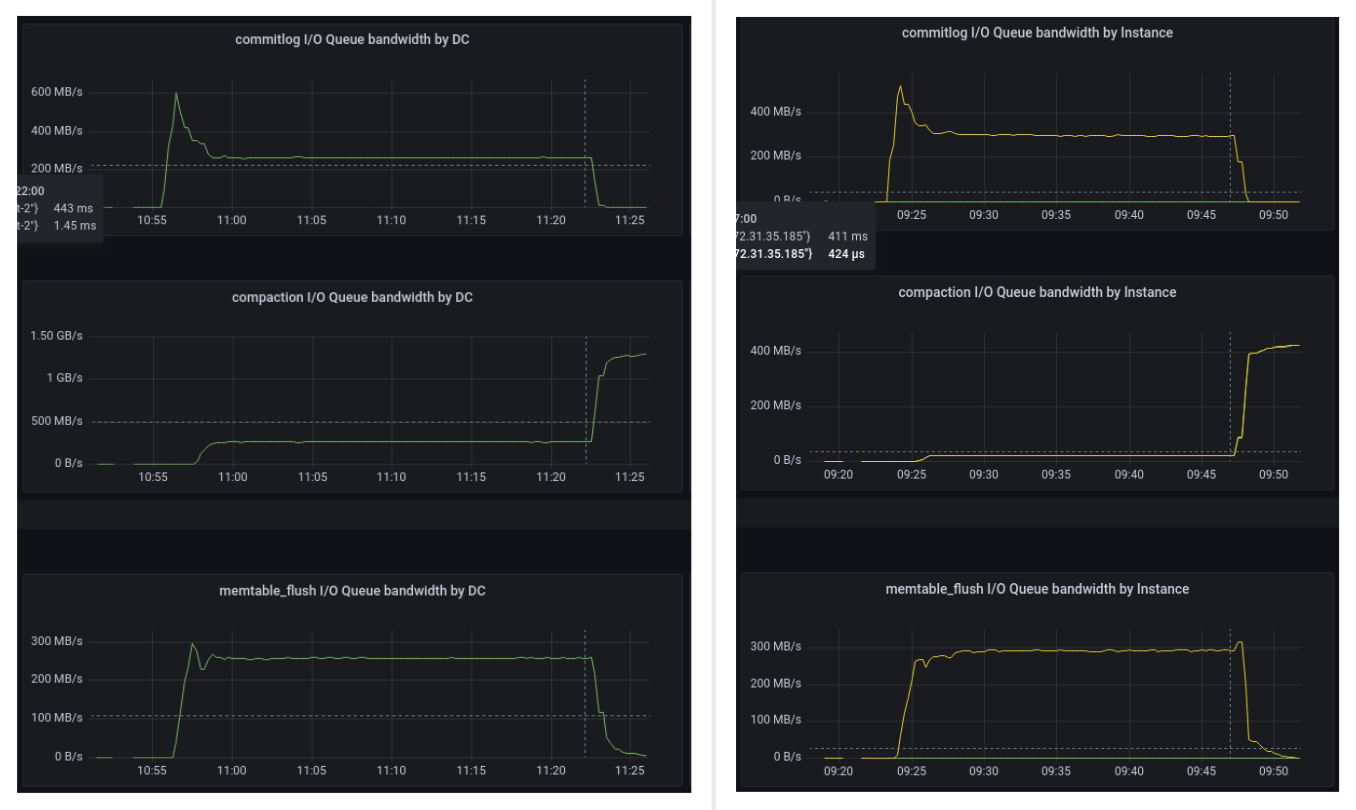 commitlog I/O Queue bandwidth by DC
600 MB/s
400 MB/s
200 MB/s
22:00
t-2"} 443 ms
t-2"} 1.45 ms
10:55 11:00 11:05 11:10 11:15 11:20 11:25
compaction I/O Queue bandwidth by DC
1.50 GB/s
1 GB/s
500 MB/s
0 B/s
10:55 11:00 11:05 11:10 11:15 11:20 11:25
memtable_flush I/O Queue bandwidth by DC
300 MB/s
200 MB/s
100 MB/s
0 B/s
10:55 11:00 11:05 11:10 11:15 11:20 11:25
commitlog I/O Queue bandwidth by Instance
400 MB/s
200 MB/s
0 B/s
7:00
72.31.35.185"} 411 ms
72.31.35.185"} 424 µs
09:25 09:30 09:35 09:40 09:45 09:50
compaction I/O Queue bandwidth by Instance
400 MB/s
200 MB/s
0 B/s
09:20 09:25 09:30 09:35 09:40 09:45 09:50
memtable_flush I/O Queue bandwidth by Instance
300 MB/s
200 MB/s
100 MB/s
0 B/s
09:20 09:25 09:30 09:35 09:40 09:45 09:50